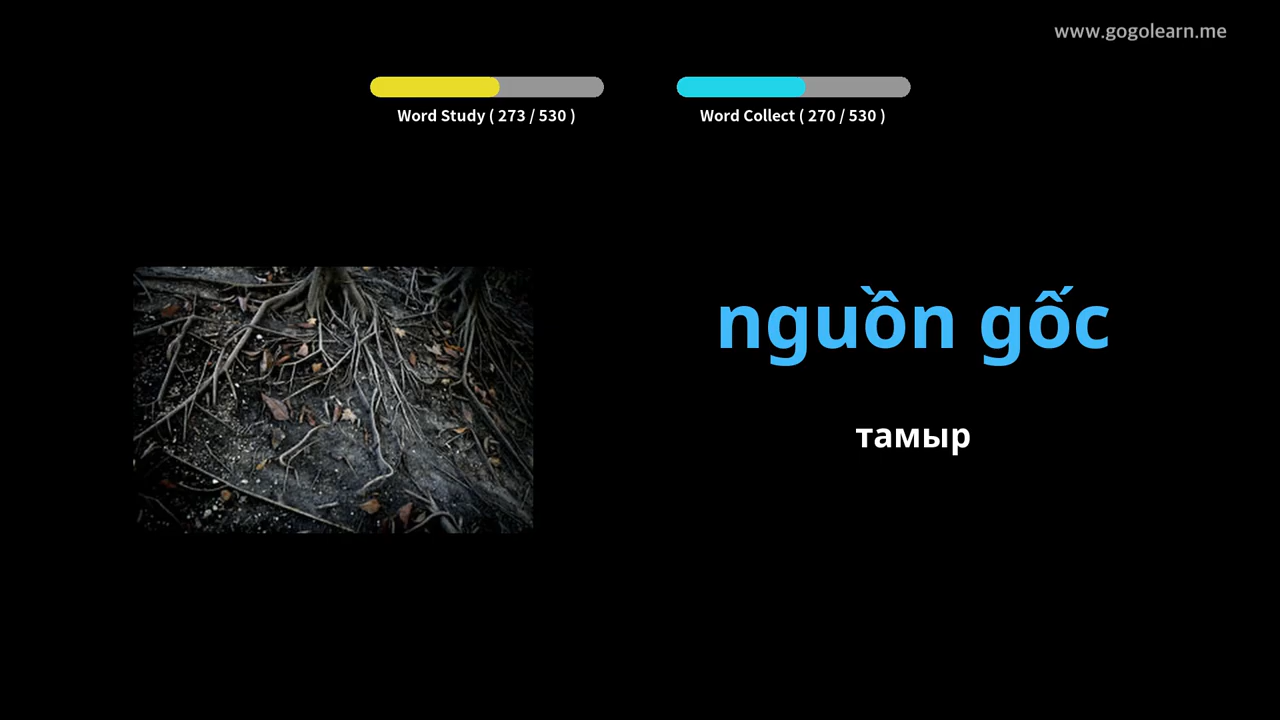 www.gogolearn.me
Word Study ( 273 / 530 )
Word Collect ( 270 / 530 )
nguồn gốc
тамыр